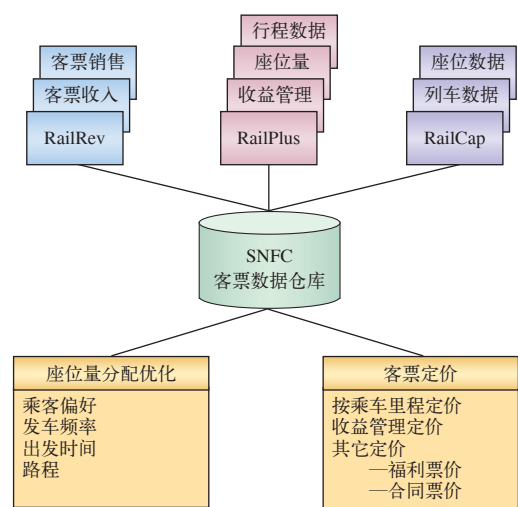 客票销售
客票收入
RailRev
行程数据
座位量
收益管理
RailPlus
座位数据
列车数据
RailCap
SNFC
客票数据仓库
座位量分配优化
乘客偏好
发车频率
出发时间
路程
客票定价
按乘车里程定价
收益管理定价
其它定价
—福利票价
—合同票价